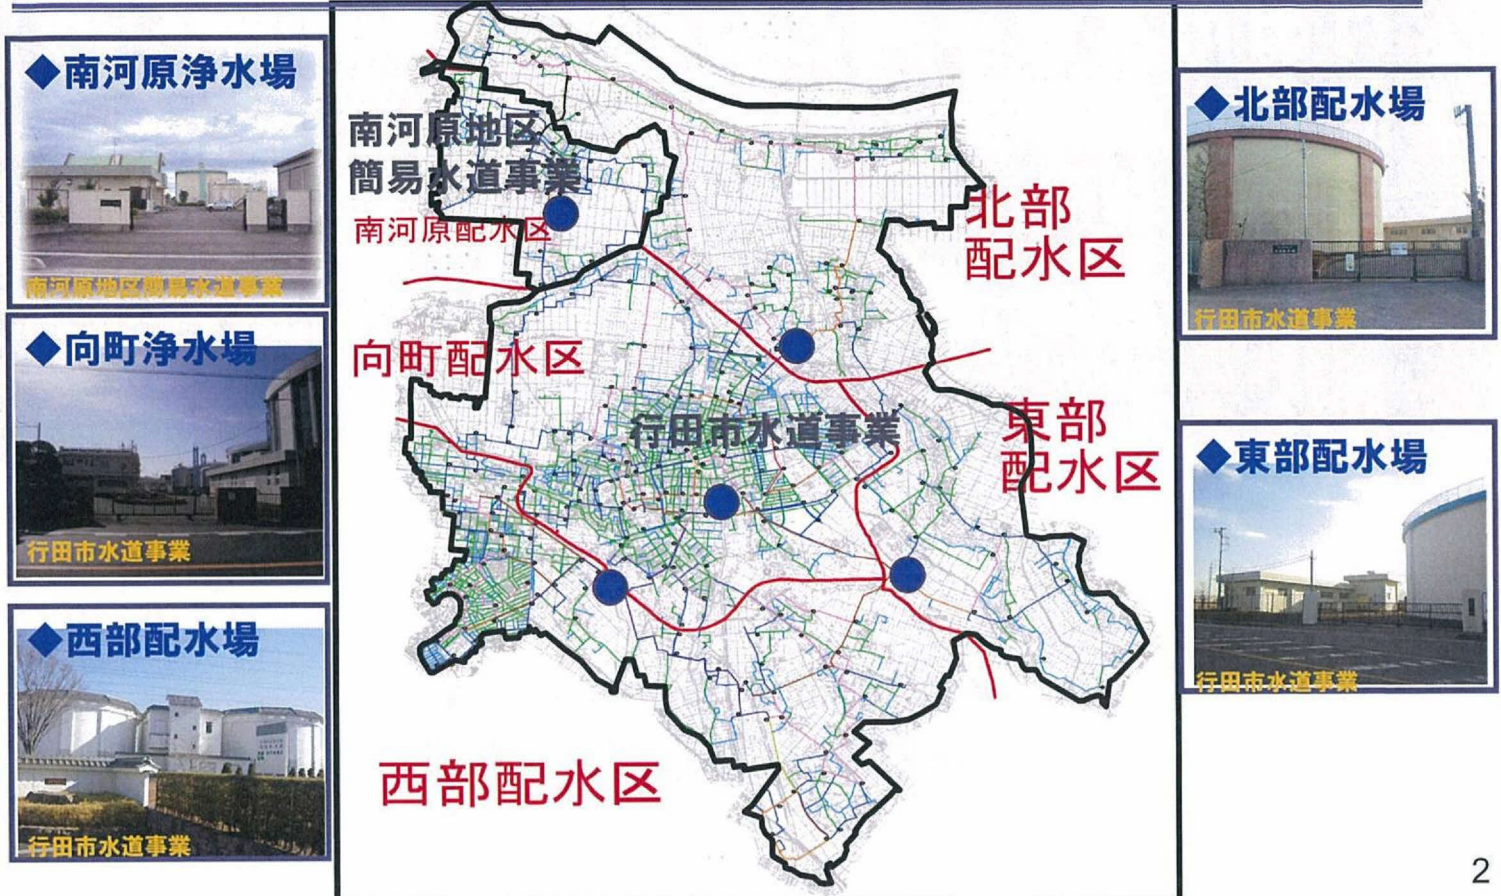 ◆南河原浄水場
南河原地区簡易水道事業
◆向町浄水場
行田市水道事業
◆西部配水場
行田市水道事業
南河原地区
簡易水道事業
南河原配水区
向町配水区
行田市水道事業
西部配水区
北部
配水区
東部
配水区
◆北部配水場
行田市水道事業
◆東部配水場
行田市水道事業
2